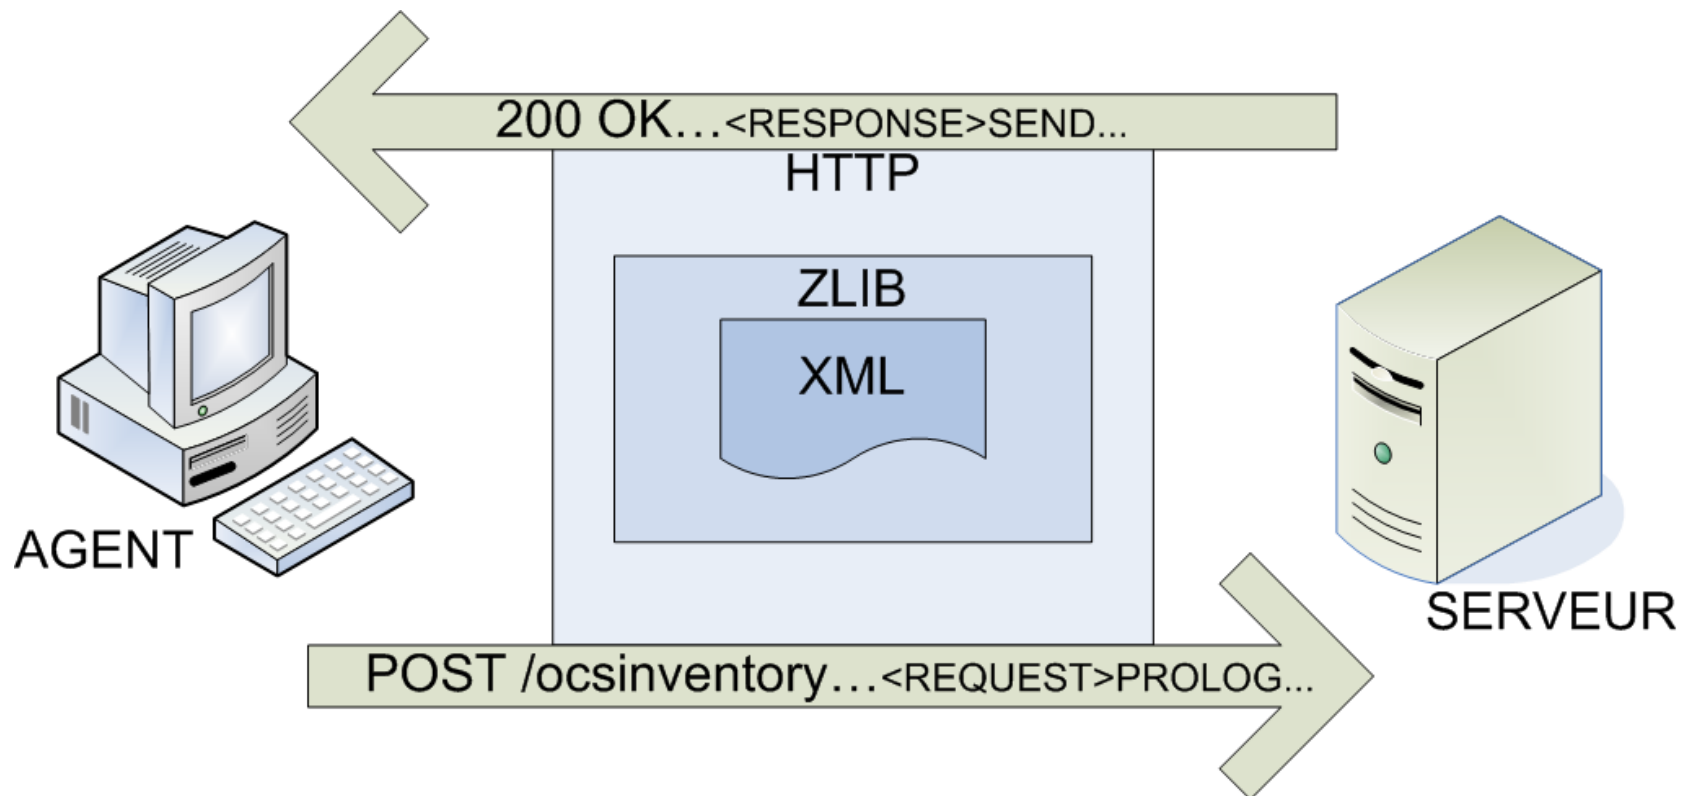 200 OK...<RESPONSE>SEND...
HTTP
ZLIB
XML
AGENT
SERVEUR
POST /ocsinventory...<REQUEST>PROLOG...